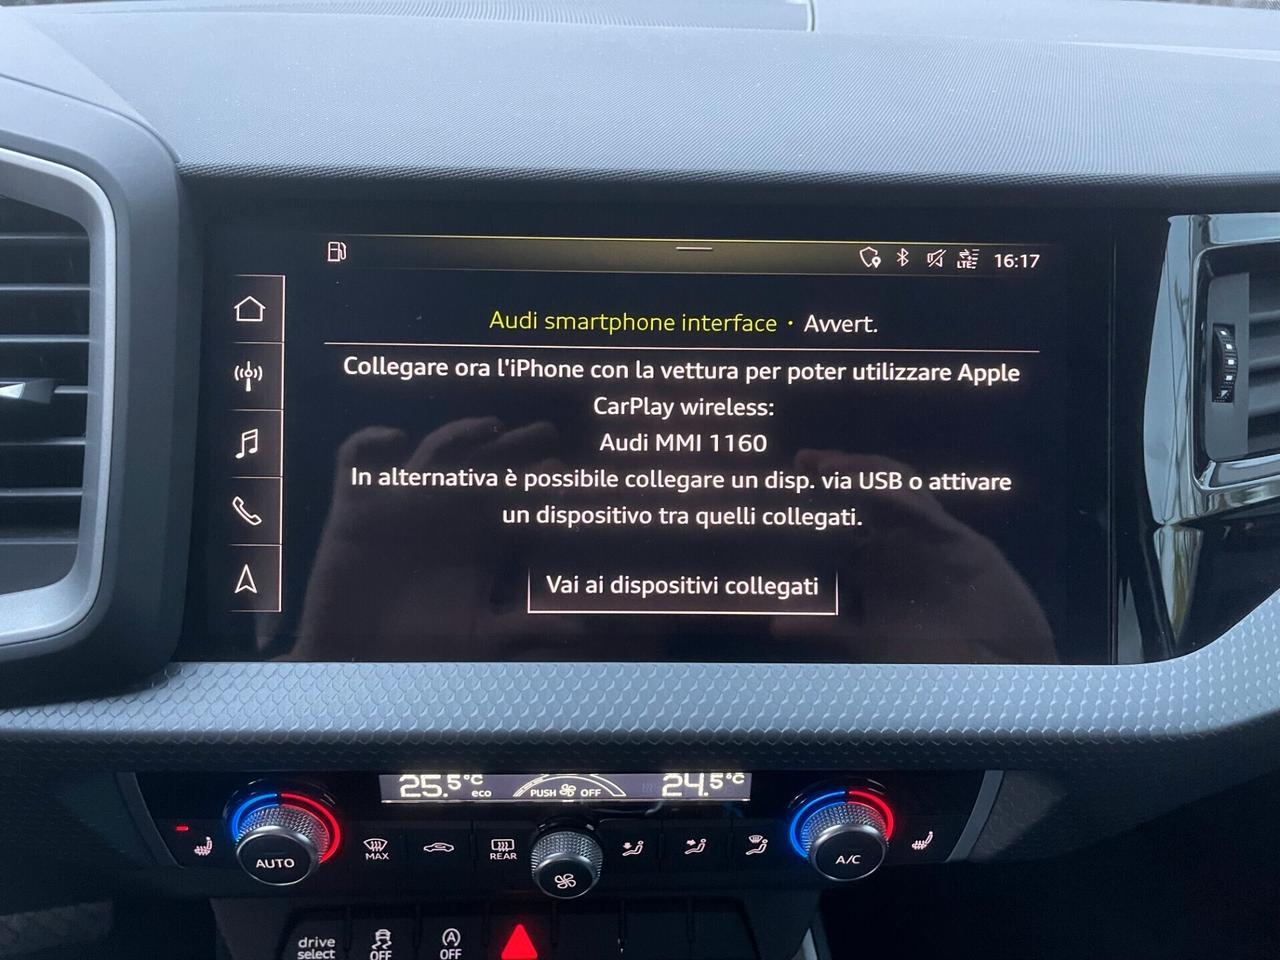 LTE
16:17
Audi smartphone interface · Avvert.
Collegare ora l'iPhone con la vettura per poter utilizzare Apple
CarPlay wireless:
Audi MMI 1160
In alternativa è possibile collegare un disp. via USB o attivare
un dispositivo tra quelli collegati.
Vai ai dispositivi collegati
25.5°C
eco
PUSH OFF
24.5°C
AUTO
MAX
REAR
A/C
drive
select
OFF
A
OFF